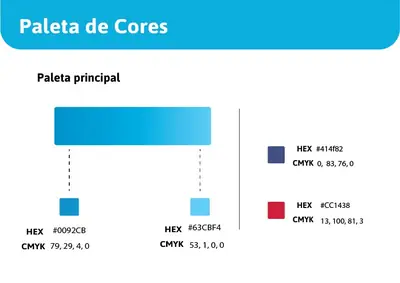 Paleta de Cores
Paleta principal
HEX #0092CB
CMYK 79, 29, 4, 0
HEX #63CBF4
CMYK 53, 1, 0, 0
HEX #414f82
CMYK 0, 83, 76, 0
HEX #CC1438
CMYK 13, 100, 81, 3